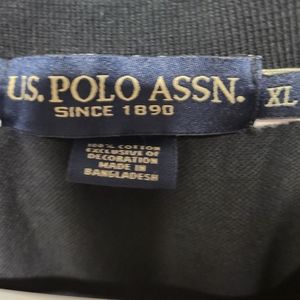 U.S. POLO ASSN.
SINCE 1890
XL
100% COTTON
EXCLUSIVE OF
DECORATION
MADE IN
BANGLADESH